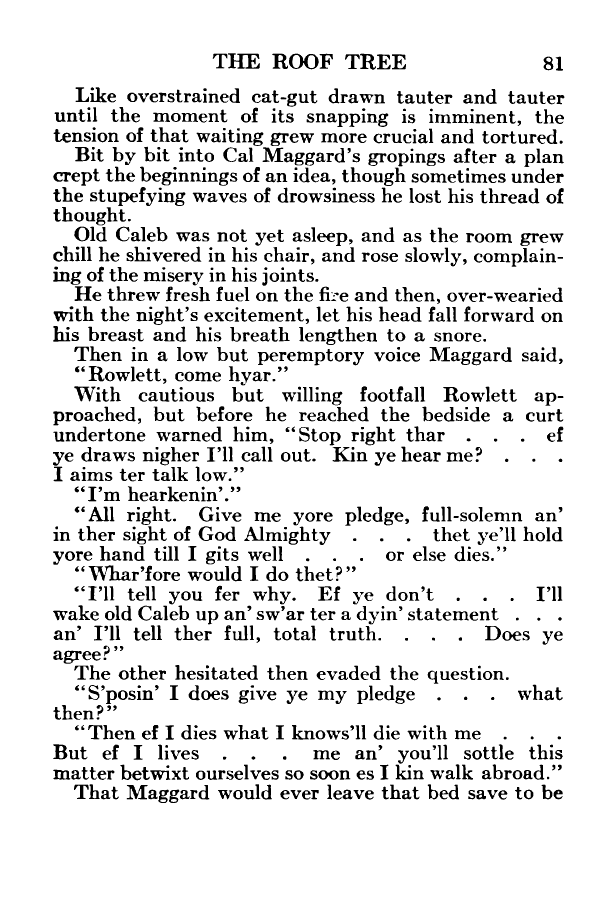 THE ROOF TREE 81
Like overstrained cat-gut drawn tauter and tauter
until the moment of its snapping is imminent, the
tension of that waiting grew more crucial and tortured.
Bit by bit into Cal Maggard's gropings after a plan
crept the beginnings of an idea, though sometimes under
the stupefying waves of drowsiness he lost his thread of
thought.
Old Caleb was not yet asleep, and as the room grew
chill he shivered in his chair, and rose slowly, complain-
ing of the misery in his joints.
He threw fresh fuel on the fire and then, over-wearied
with the night's excitement, let his head fall forward on
his breast and his breath lengthen to a snore.
Then in a low but peremptory voice Maggard said,
"Rowlett, come hyar."
With cautious but willing footfall Rowlett ap-
proached, but before he reached the bedside a curt
undertone warned him, "Stop right thar . . . ef
ye draws nigher I'll call out. Kin ye hear me? . . .
I aims ter talk low."
"I'm hearkenin'."
"All right. Give me yore pledge, full-solemn an'
in ther sight of God Almighty . . . thet ye'll hold
yore hand till I gits well . . . or else dies."
"Whar'fore would I do thet?"
"I'll tell you fer why. Ef ye don't . . . I'll
wake old Caleb up an' sw'ar ter a dyin' statement . . .
an' I'll tell ther full, total truth. . . . Does ye
agree?"
The other hesitated then evaded the question.
"S'posin' I does give ye my pledge . . . what
then?"
"Then ef I dies what I knows'll die with me . . .
But ef I lives . . . me an' you'll sottle this
matter betwixt ourselves so soon es I kin walk abroad."
That Maggard would ever leave that bed save to be